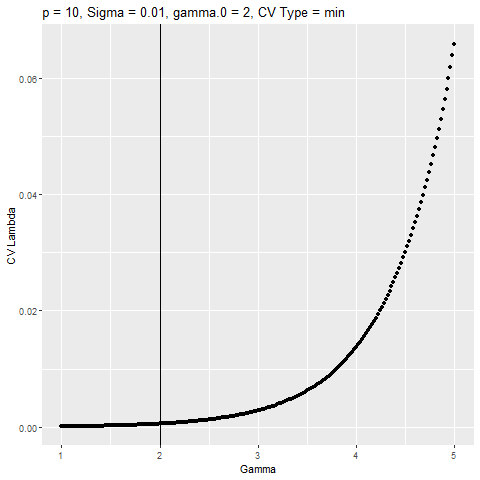 p = 10, Sigma = 0.01, gamma.0 = 2, CV Type = min
0.06
0.04
0.02
0.00
CV Lambda
1 2 3 4 5
Gamma